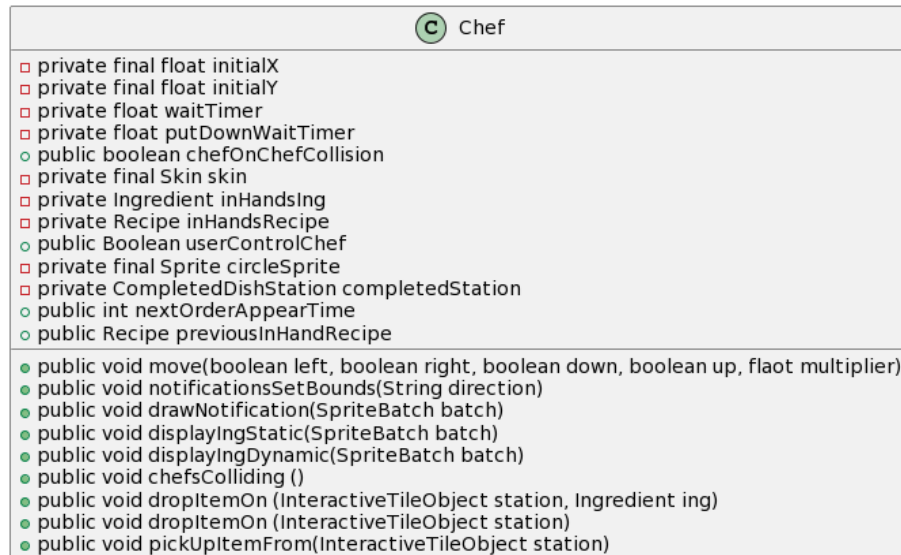 C Chef
private final float initialX
private final float initialY
private float waitTimer
private float putDownWaitTimer
public boolean chefOnChefCollision
private final Skin skin
private Ingredient inHandsIng
private Recipe inHandsRecipe
public Boolean userControlChef
private final Sprite circleSprite
private CompletedDishStation completedStation
public int nextOrderAppearTime
public Recipe previousInHandRecipe
public void move(boolean left, boolean right, boolean down, boolean up, flaot multiplier)
public void notificationsSetBounds(String direction)
public void drawNotification(SpriteBatch batch)
public void displayIngStatic(SpriteBatch batch)
public void displayIngDynamic(SpriteBatch batch)
public void chefsColliding ()
public void dropItemOn (InteractiveTileObject station, Ingredient ing)
public void dropItemOn (InteractiveTileObject station)
public void pickUpItemFrom(InteractiveTileObject station)